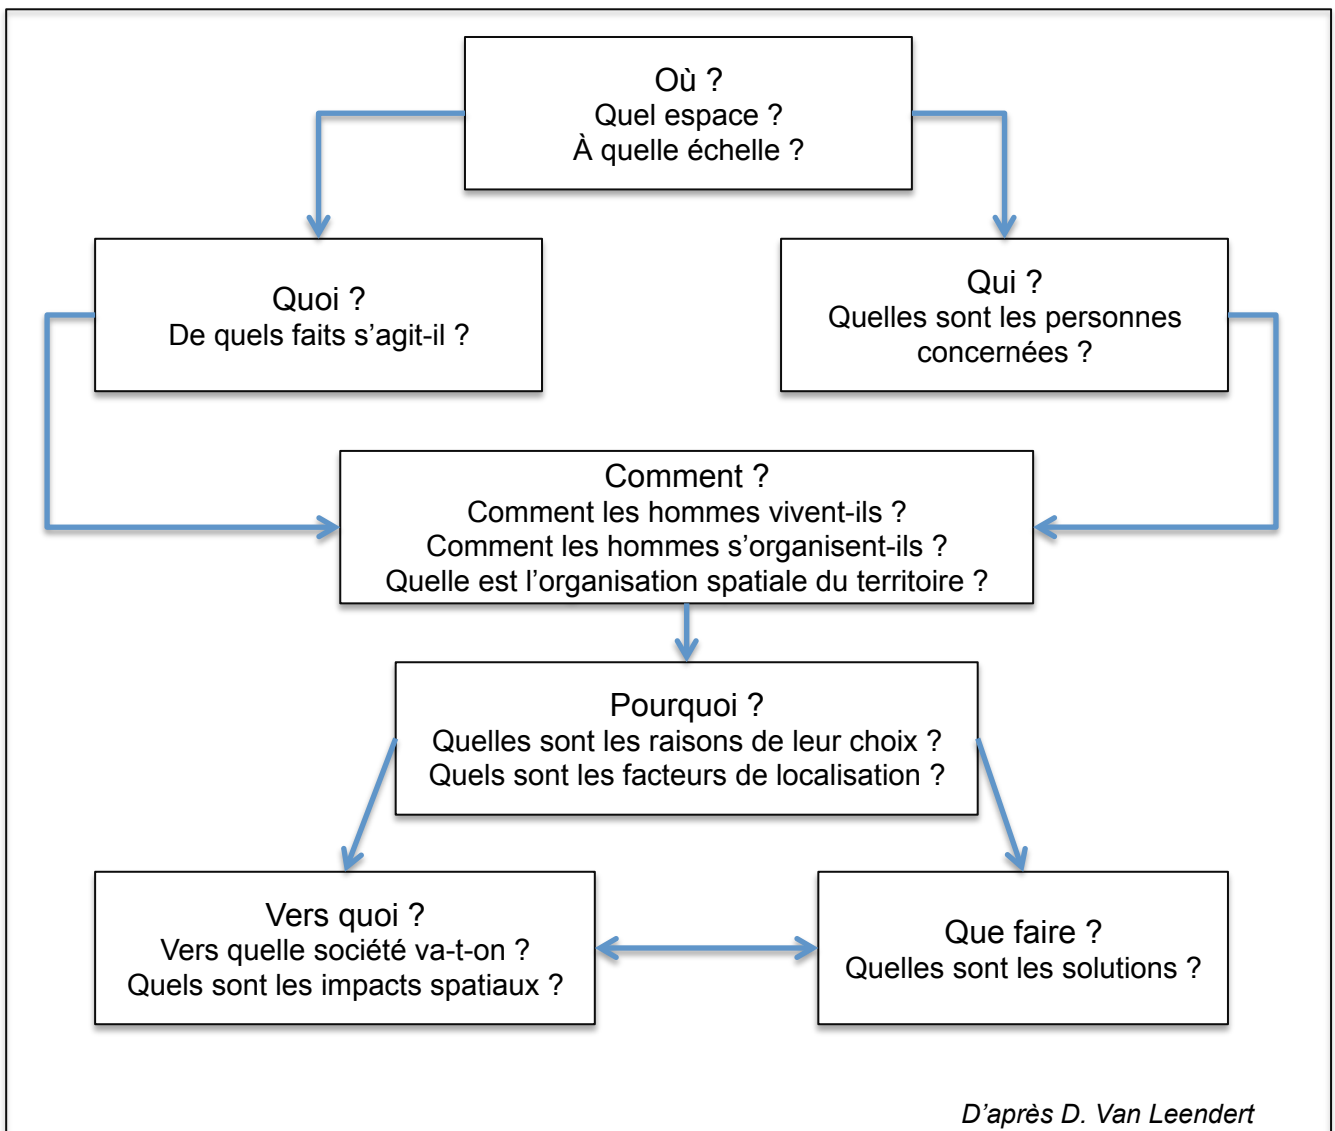 Où ?
Quel espace ?
À quelle échelle ?
Quoi ?
De quels faits s'agit-il ?
Qui ?
Quelles sont les personnes
concernées ?
Comment ?
Comment les hommes vivent-ils ?
Comment les hommes s’organisent-ils ?
Quelle est l’organisation spatiale du territoire ?
Pourquoi ?
Quelles sont les raisons de leur choix ?
Quels sont les facteurs de localisation ?
Vers quoi ?
Vers quelle société va-t-on ?
Quels sont les impacts spatiaux ?
Que faire ?
Quelles sont les solutions ?
D’après D. Van Leendert